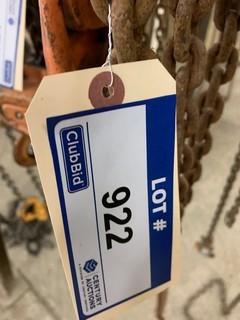 ClubBid
LOT #
922
CENTURY
AUCTIONS